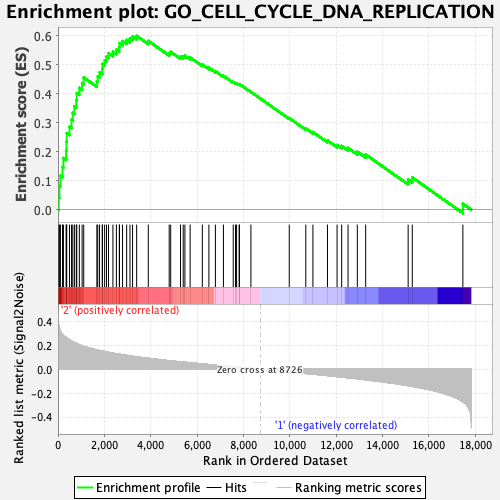 Enrichment plot: GO_CELL_CYCLE_DNA_REPLICATION
Enrichment score (ES)
0.6
0.5
0.4
0.3
0.2
0.1
0.0
'2' (positively correlated)
Ranked list metric (Signal2Noise)
0.4
0.2
0.0
-0.2
-0.4
Zero cross at 8726
'1' (negatively correlated)
0
2,000
4,000
6,000
8,000
10,000
12,000
14,000
16,000
18,000
Rank in Ordered Dataset
Enrichment profile
Hits
Ranking metric scores